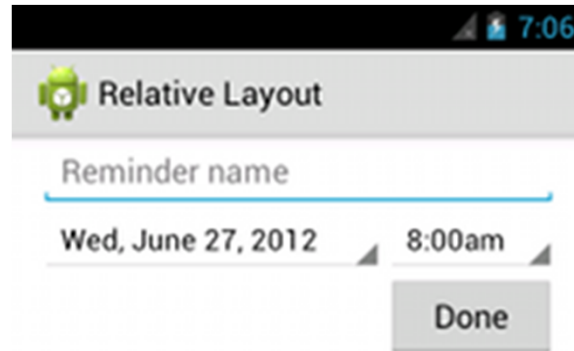 7:06
Relative Layout
Reminder name
Wed, June 27, 2012 8:00am
Done